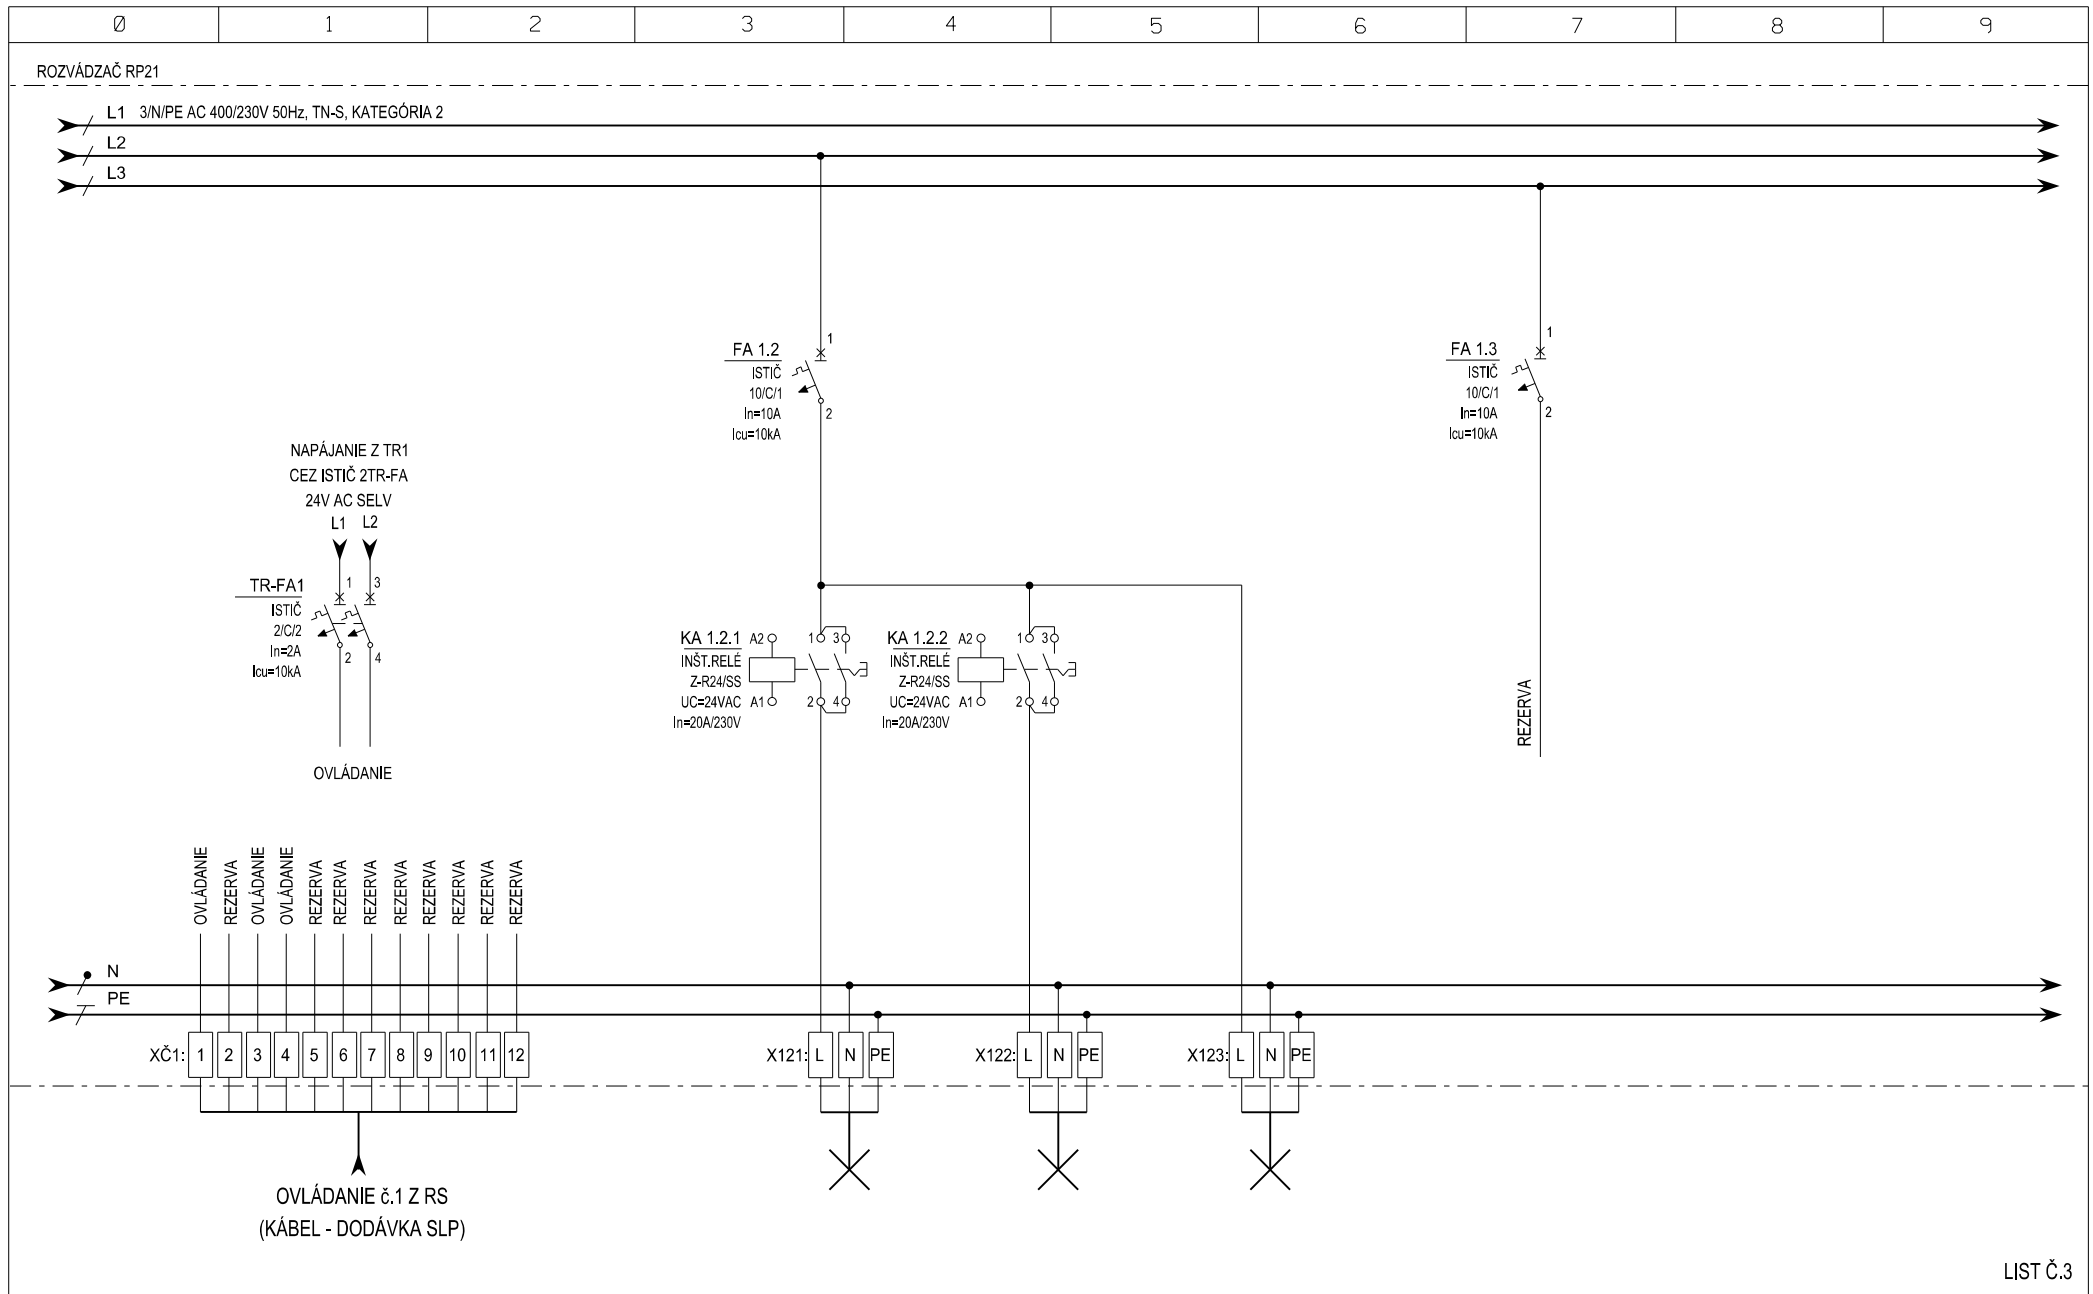 Ø 1 2 3 4 5 6 7 8 9
ROZVÁDZAČ RP21
L1 3/N/PE AC 400/230V 50Hz, TN-S, KATEGÓRIA 2
L2
L3
FA 1.2
ISTIČ
10/C/1
In=10A
Icu=10kA
1
2
FA 1.3
ISTIČ
10/C/1
In=10A
Icu=10kA
1
2
NAPÁJANIE Z TR1
CEZ ISTIČ 2TR-FA
24V AC SELV
L1 L2
TR-FA1
ISTIČ
2/C/2
In=2A
Icu=10kA
1 3
2 4
OVLÁDANIE
KA 1.2.1
INŠT.RELÉ
Z-R24/SS
UC=24VAC
In=20A/230V
A2 1 3
A1 2 4
KA 1.2.2
INŠT.RELÉ
Z-R24/SS
UC=24VAC
In=20A/230V
A2 1 3
A1 2 4
REZERVA
OVLÁDANIE
REZERVA
OVLÁDANIE
OVLÁDANIE
REZERVA
REZERVA
REZERVA
REZERVA
REZERVA
REZERVA
REZERVA
REZERVA
N
PE
XČ1: 1 2 3 4 5 6 7 8 9 10 11 12
X121: L N PE
X122: L N PE
X123: L N PE
OVLÁDANIE č.1 Z RS
(KÁBEL - DODÁVKA SLP)
LIST Č.3